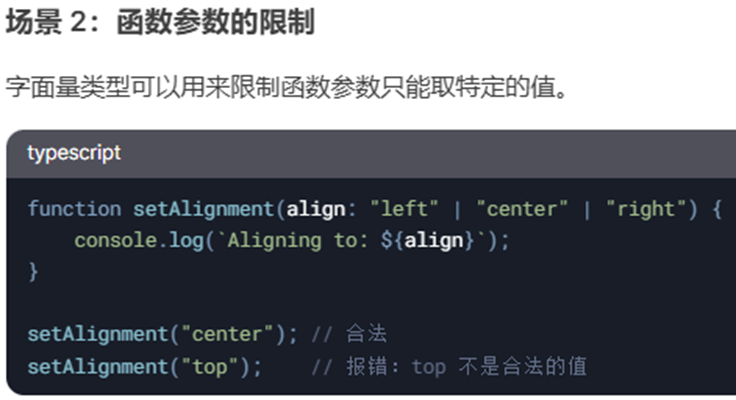 场景 2：函数参数的限制
字面量类型可以用来限制函数参数只能取特定的值。
typescript
function setAlignment(align: "left" | "center" | "right") {
    console.log(`Aligning to: ${align}`);
}
setAlignment("center"); // 合法
setAlignment("top");    // 报错：top 不是合法的值